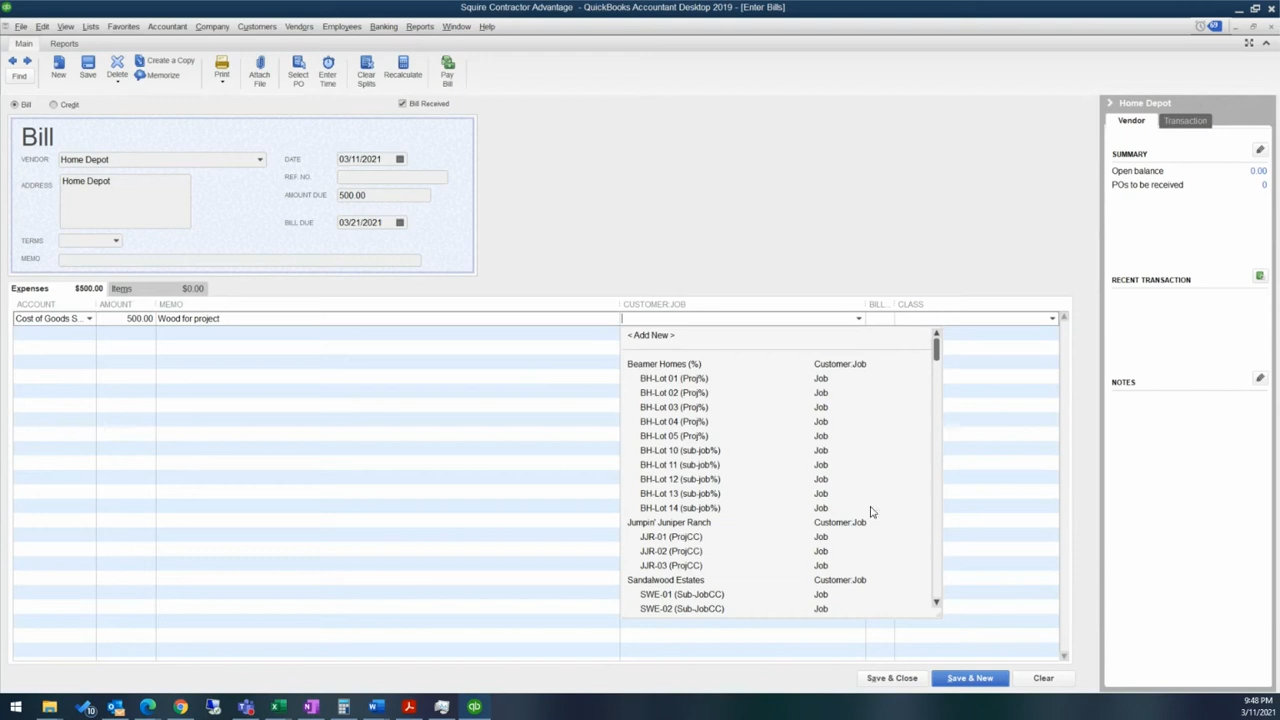 Squire Contractor Advantage - QuickBooks Accountant Desktop 2019 - [Enter Bills]
File Edit View Lists Favorites Accountant Company Customers Vendors Employees Banking Reports Window Help
Main Reports
Find New Save Delete Create a Copy Memorize Print Attach File Select PO Enter Time Clear Splits Recalculate Pay Bill
Bill Credit Bill Received
Bill
VENDOR Home Depot DATE 03/11/2021
REF. NO.
ADDRESS Home Depot AMOUNT DUE 500.00
BILL DUE 03/21/2021
TERMS
MEMO
Expenses $500.00 Items $0.00
ACCOUNT AMOUNT MEMO CUSTOMER:JOB BILL... CLASS
Cost of Goods S... 500.00 Wood for project
< Add New >
Beamer Homes (%) Customer:Job
BH-Lot 01 (Proj%) Job
BH-Lot 02 (Proj%) Job
BH-Lot 03 (Proj%) Job
BH-Lot 04 (Proj%) Job
BH-Lot 05 (Proj%) Job
BH-Lot 10 (sub-job%) Job
BH-Lot 11 (sub-job%) Job
BH-Lot 12 (sub-job%) Job
BH-Lot 13 (sub-job%) Job
BH-Lot 14 (sub-job%) Job
Jumpin' Juniper Ranch Customer:Job
JJR-01 (ProjCC) Job
JJR-02 (ProjCC) Job
JJR-03 (ProjCC) Job
Sandalwood Estates Customer:Job
SWE-01 (Sub-JobCC) Job
SWE-02 (Sub-JobCC) Job
Save & Close Save & New Clear
Home Depot
Vendor Transaction
SUMMARY
Open balance 0.00
POs to be received 0
RECENT TRANSACTION
NOTES
9:48 PM
3/11/2021